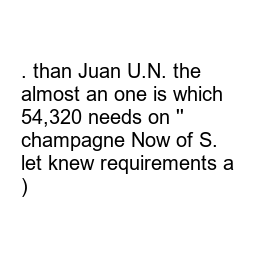 . than Juan U.N. the
almost an one is which
54,320 needs on "
champagne Now of S.
let knew requirements a
)